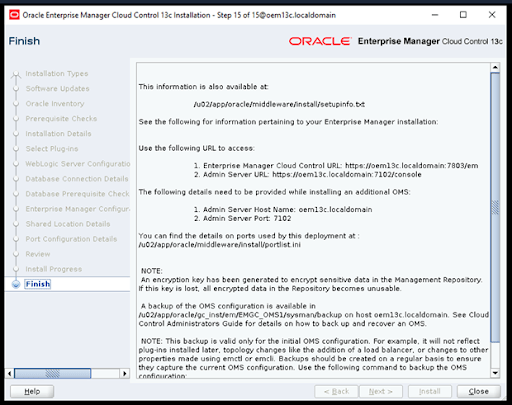 Oracle Enterprise Manager Cloud Control 13c Installation - Step 15 of 15@oem13c.localdomain
Finish
ORACLE Enterprise Manager Cloud Control 13c
Installation Types
Software Updates
Oracle Inventory
Prerequisite Checks
Installation Details
Select Plug-ins
WebLogic Server Configuratio
Database Connection Details
Database Prerequisite Check
Enterprise Manager Configura
Shared Location Details
Port Configuration Details
Review
Install Progress
Finish
This information is also available at:
/u02/app/oracle/middleware/install/setupinfo.txt
See the following for information pertaining to your Enterprise Manager installation:
Use the following URL to access:
1. Enterprise Manager Cloud Control URL: https://oem13c.localdomain:7803/em
2. Admin Server URL: https://oem13c.localdomain:7102/console
The following details need to be provided while installing an additional OMS:
1. Admin Server Host Name: oem13c.localdomain
2. Admin Server Port: 7102
You can find the details on ports used by this deployment at :
/u02/app/oracle/middleware/install/portlist.ini
NOTE:
An encryption key has been generated to encrypt sensitive data in the Management Repository.
If this key is lost, all encrypted data in the Repository becomes unusable.
A backup of the OMS configuration is available in
/u02/app/oracle/gc_inst/em/EMGC_OMS1/sysman/backup on host oem13c.localdomain. See Cloud
Control Administrators Guide for details on how to back up and recover an OMS.
NOTE: This backup is valid only for the initial OMS configuration. For example, it will not reflect
plug-ins installed later, topology changes like the addition of a load balancer, or changes to other
properties made using emctl or emcli. Backups should be created on a regular basis to ensure
they capture the current OMS configuration. Use the following command to backup the OMS
configuration:
Help
< Back
Next >
Install
Close